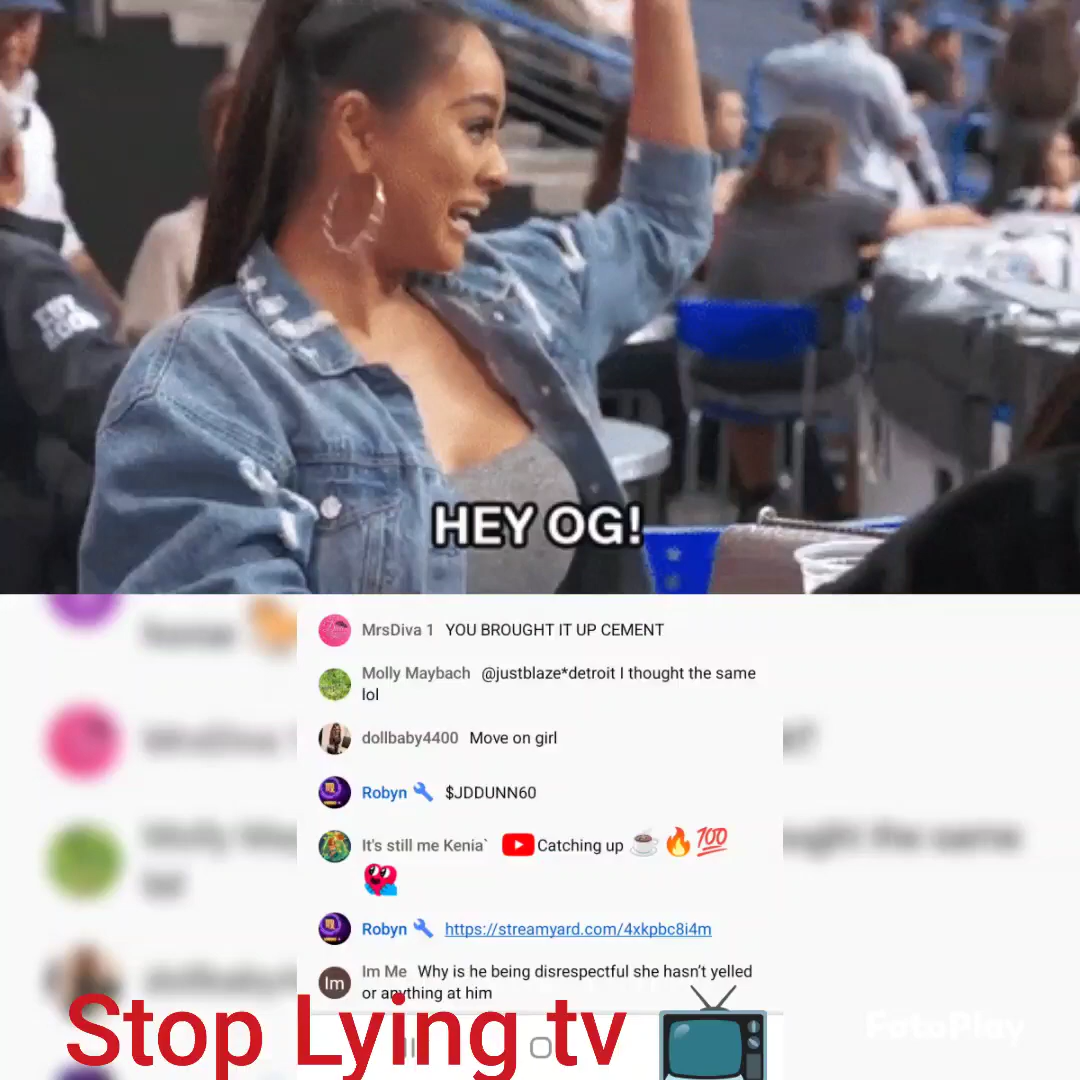 HEY OG!
MrsDiva 1 YOU BROUGHT IT UP CEMENT
Molly Maybach @justblaze*detroit I thought the same
lol
dollbaby4400 Move on girl
Robyn $JDDUNN60
It's still me Kenia` Catching up 100
Robyn https://streamyard.com/4xkpbc8i4m
Im Im Me Why is he being disrespectful she hasn't yelled
or anything at him
Stop Lying tv
FotoPlay